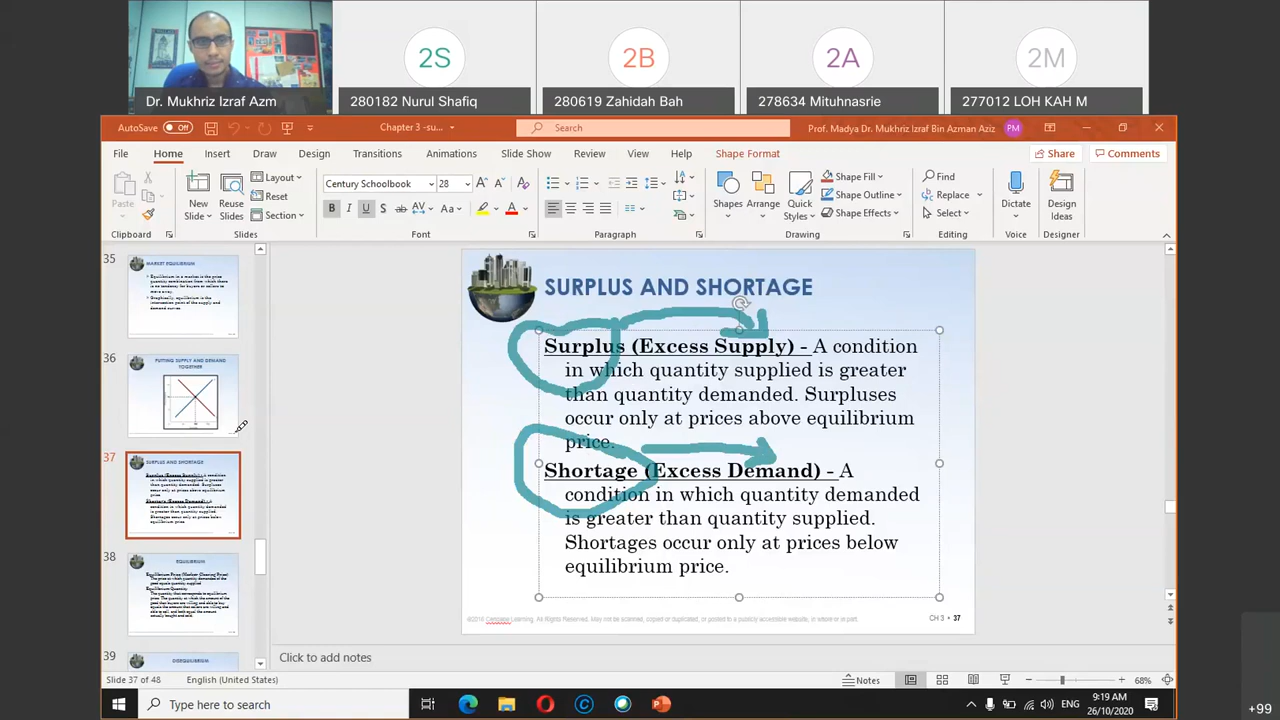 2S
2B
2A
2M
Dr. Mukhriz Izraf Azm
280182 Nurul Shafiq
280619 Zahidah Bah
278634 Mituhnasrie
277012 LOH KAH M
AutoSave Off
Chapter 3 -su...
Search
Prof. Madya Dr. Mukhriz Izraf Bin Azman Aziz
PM
File Home Insert Draw Design Transitions Animations Slide Show Review View Help Shape Format
Share
Comments
Paste
New Slide
Reuse Slides
Layout
Reset
Section
Century Schoolbook
28
Shapes
Arrange
Quick Styles
Shape Fill
Shape Outline
Shape Effects
Find
Replace
Select
Dictate
Design Ideas
Clipboard
Slides
Font
Paragraph
Drawing
Editing
Voice
Designer
35
MARKET EQUILIBRIUM
36
PUTTING SUPPLY AND DEMAND
TOGETHER
37
SURPLUS AND SHORTAGE
38
EQUILIBRIUM
39
DISEQUILIBRIUM
SURPLUS AND SHORTAGE
Surplus (Excess Supply) - A condition
in which quantity supplied is greater
than quantity demanded. Surpluses
occur only at prices above equilibrium
price.
Shortage (Excess Demand) - A
condition in which quantity demanded
is greater than quantity supplied.
Shortages occur only at prices below
equilibrium price.
©2016 Cengage Learning. All Rights Reserved. May not be scanned, copied or duplicated, or posted to a publicly accessible website, in whole or in part.
CH 3 • 37
Click to add notes
Slide 37 of 48
English (United States)
Notes
68%
Type here to search
ENG
9:19 AM
26/10/2020
+99